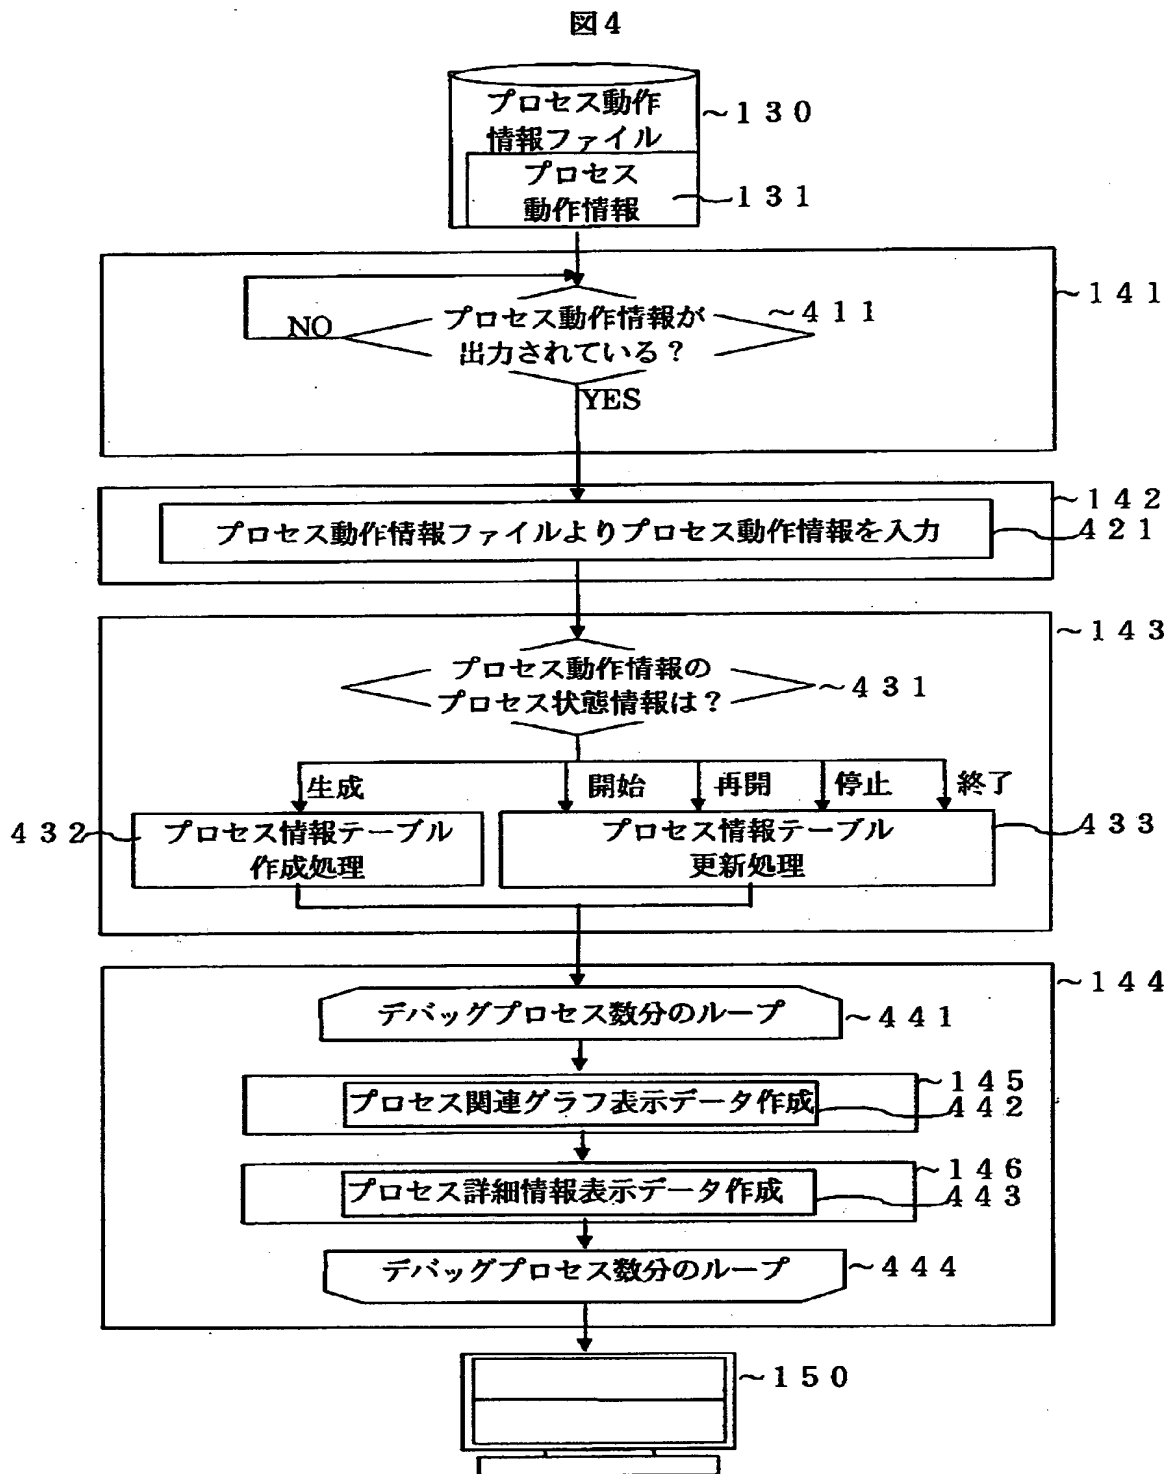 図4
プロセス動作
情報ファイル
~130
プロセス
動作情報
131
~141
プロセス動作情報が
出力されている?
~411
NO
YES
~142
プロセス動作情報ファイルよりプロセス動作情報を入力
421
~143
プロセス動作情報の
プロセス状態情報は?
~431
生成
開始
再開
停止
終了
432
プロセス情報テーブル
作成処理
プロセス情報テーブル
更新処理
433
~144
デバッグプロセス数分のループ
~441
~145
プロセス関連グラフ表示データ作成
442
~146
プロセス詳細情報表示データ作成
443
デバッグプロセス数分のループ
~444
~150